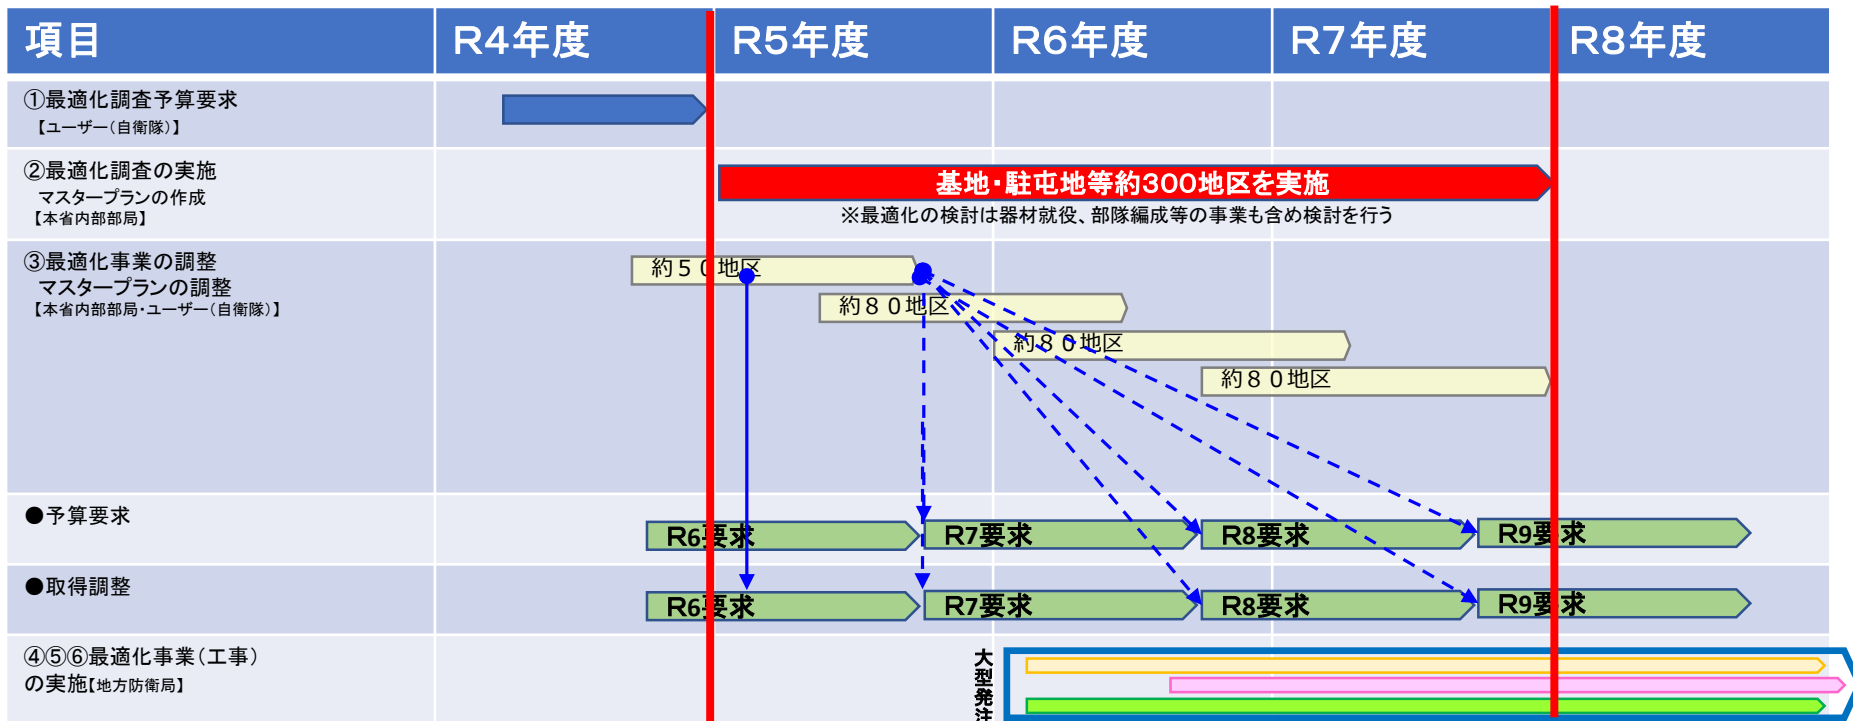 項目
R4年度
R5年度
R6年度
R7年度
R8年度
①最適化調査予算要求
【ユーザー（自衛隊）】
②最適化調査の実施
マスタープランの作成
【本省内部部局】
基地・駐屯地等約300地区を実施
※最適化の検討は器材就役、部隊編成等の事業も含め検討を行う
③最適化事業の調整
マスタープランの調整
【本省内部部局・ユーザー（自衛隊）】
約５０地区
約８０地区
約８０地区
約８０地区
●予算要求
R6要求
R7要求
R8要求
R9要求
●取得調整
R6要求
R7要求
R8要求
R9要求
④⑤⑥最適化事業（工事）
の実施【地方防衛局】
大型発注